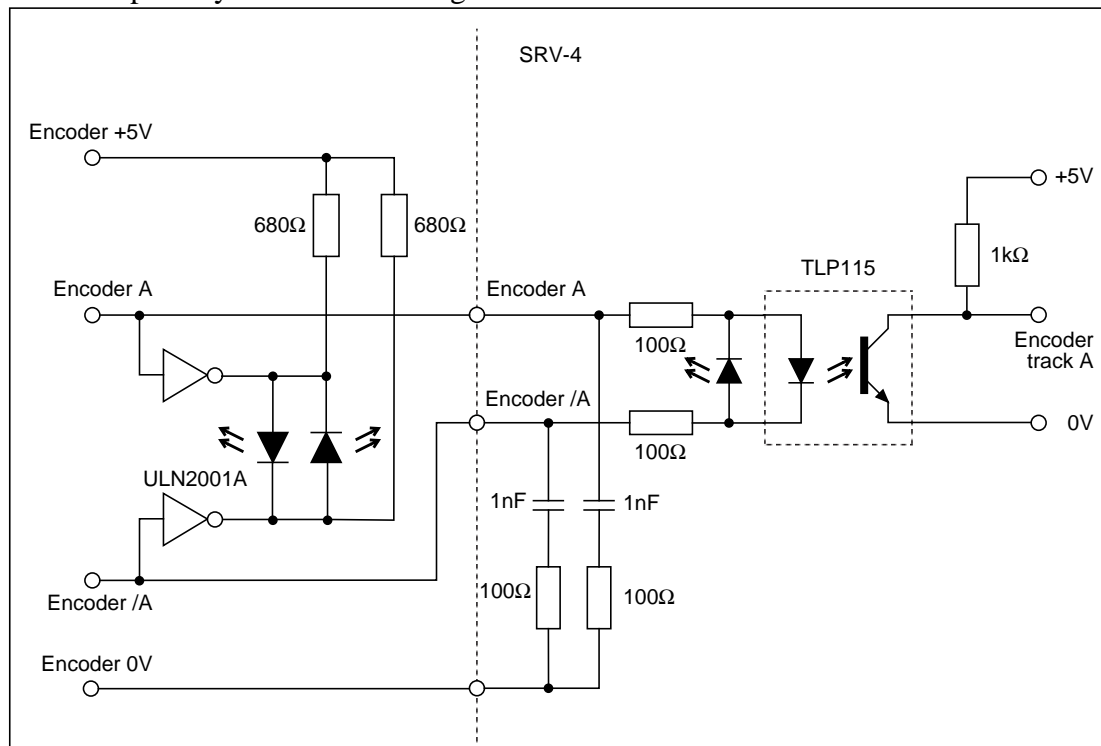 SRV-4
Encoder +5V
+5V
680Ω
680Ω
1kΩ
TLP115
Encoder A
Encoder A
100Ω
Encoder
track A
Encoder /A
100Ω
0V
ULN2001A
1nF
1nF
100Ω
100Ω
Encoder /A
Encoder 0V